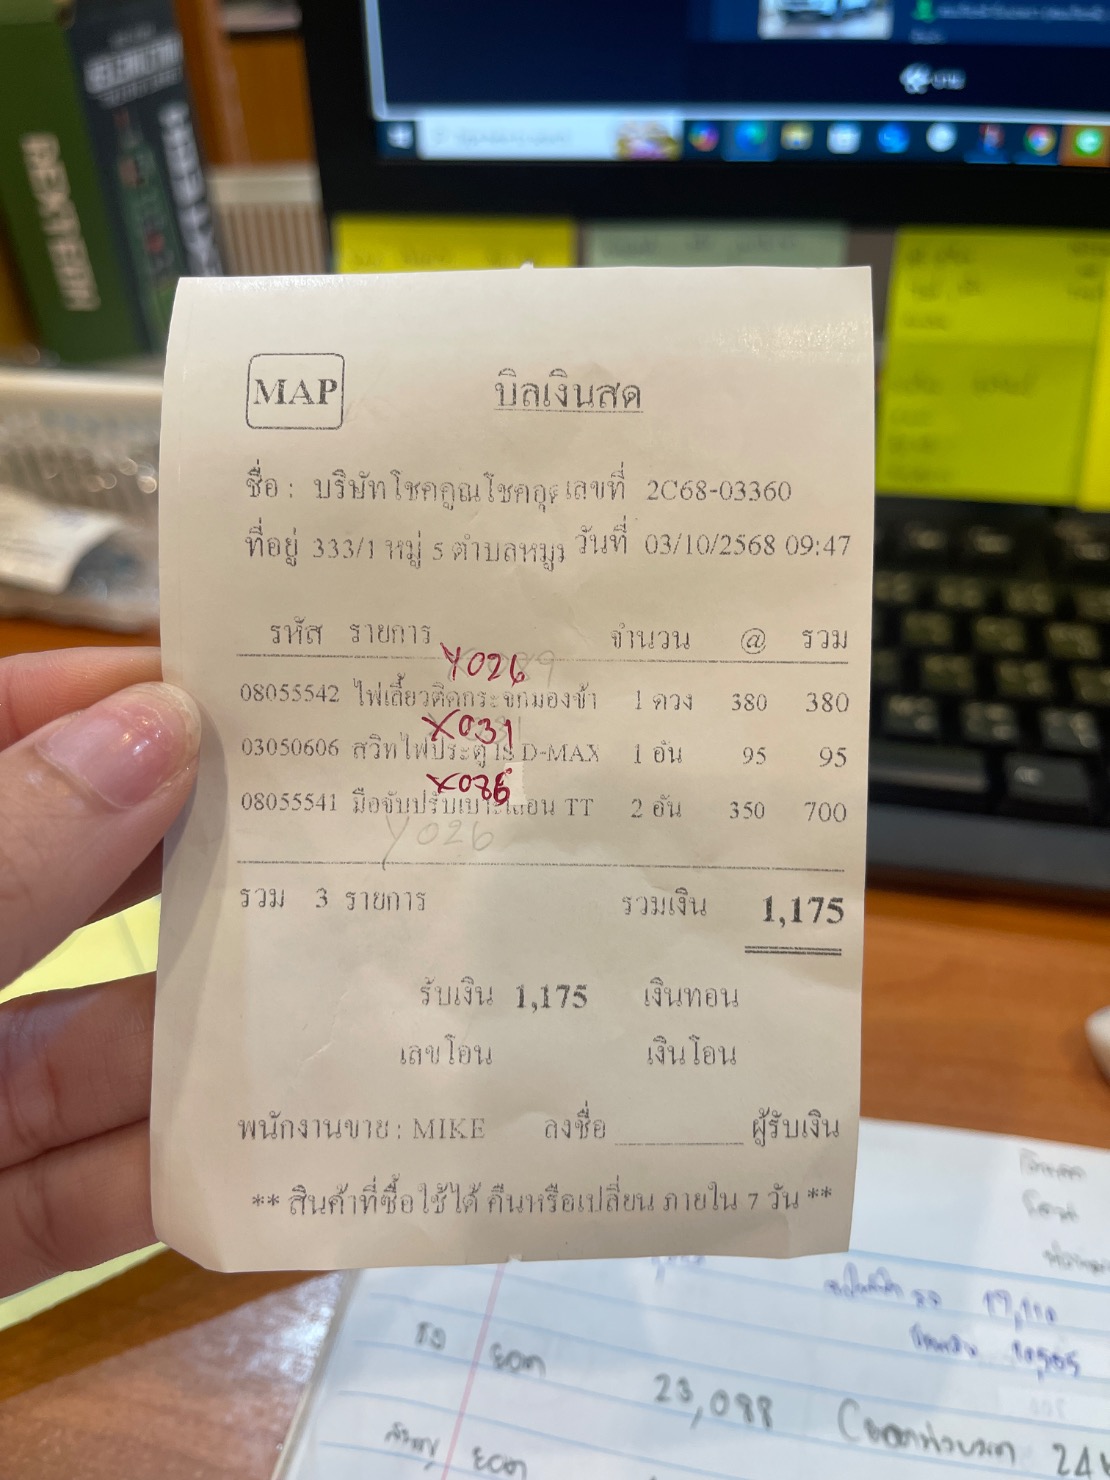 DEXTER
MAP
บิลเงินสด
ชื่อ : บริษัทโชคคูณโชคอุ เลขที่ 2C68-03360
ที่อยู่ 333/1 หมู่ 5 ตำบลหมู วันที่ 03/10/2568 09:47
รหัส รายการ จำนวน @ รวม
Y026
08055542 ไฟเลี้ยวติดกระจกมองข้า 1 ดวง 380 380
X031
03050606 สวิทไฟประตู IS D-MAX 1 อัน 95 95
X086
08055541 มือจับปรับเบาะเลื่อน TT 2 อัน 350 700
Y026
รวม 3 รายการ รวมเงิน 1,175
รับเงิน 1,175 เงินทอน
เลขโอน เงินโอน
พนักงานขาย : MIKE ลงชื่อ ผู้รับเงิน
** สินค้าที่ซื้อใช้ได้ คืนหรือเปลี่ยน ภายใน 7 วัน **
23,088